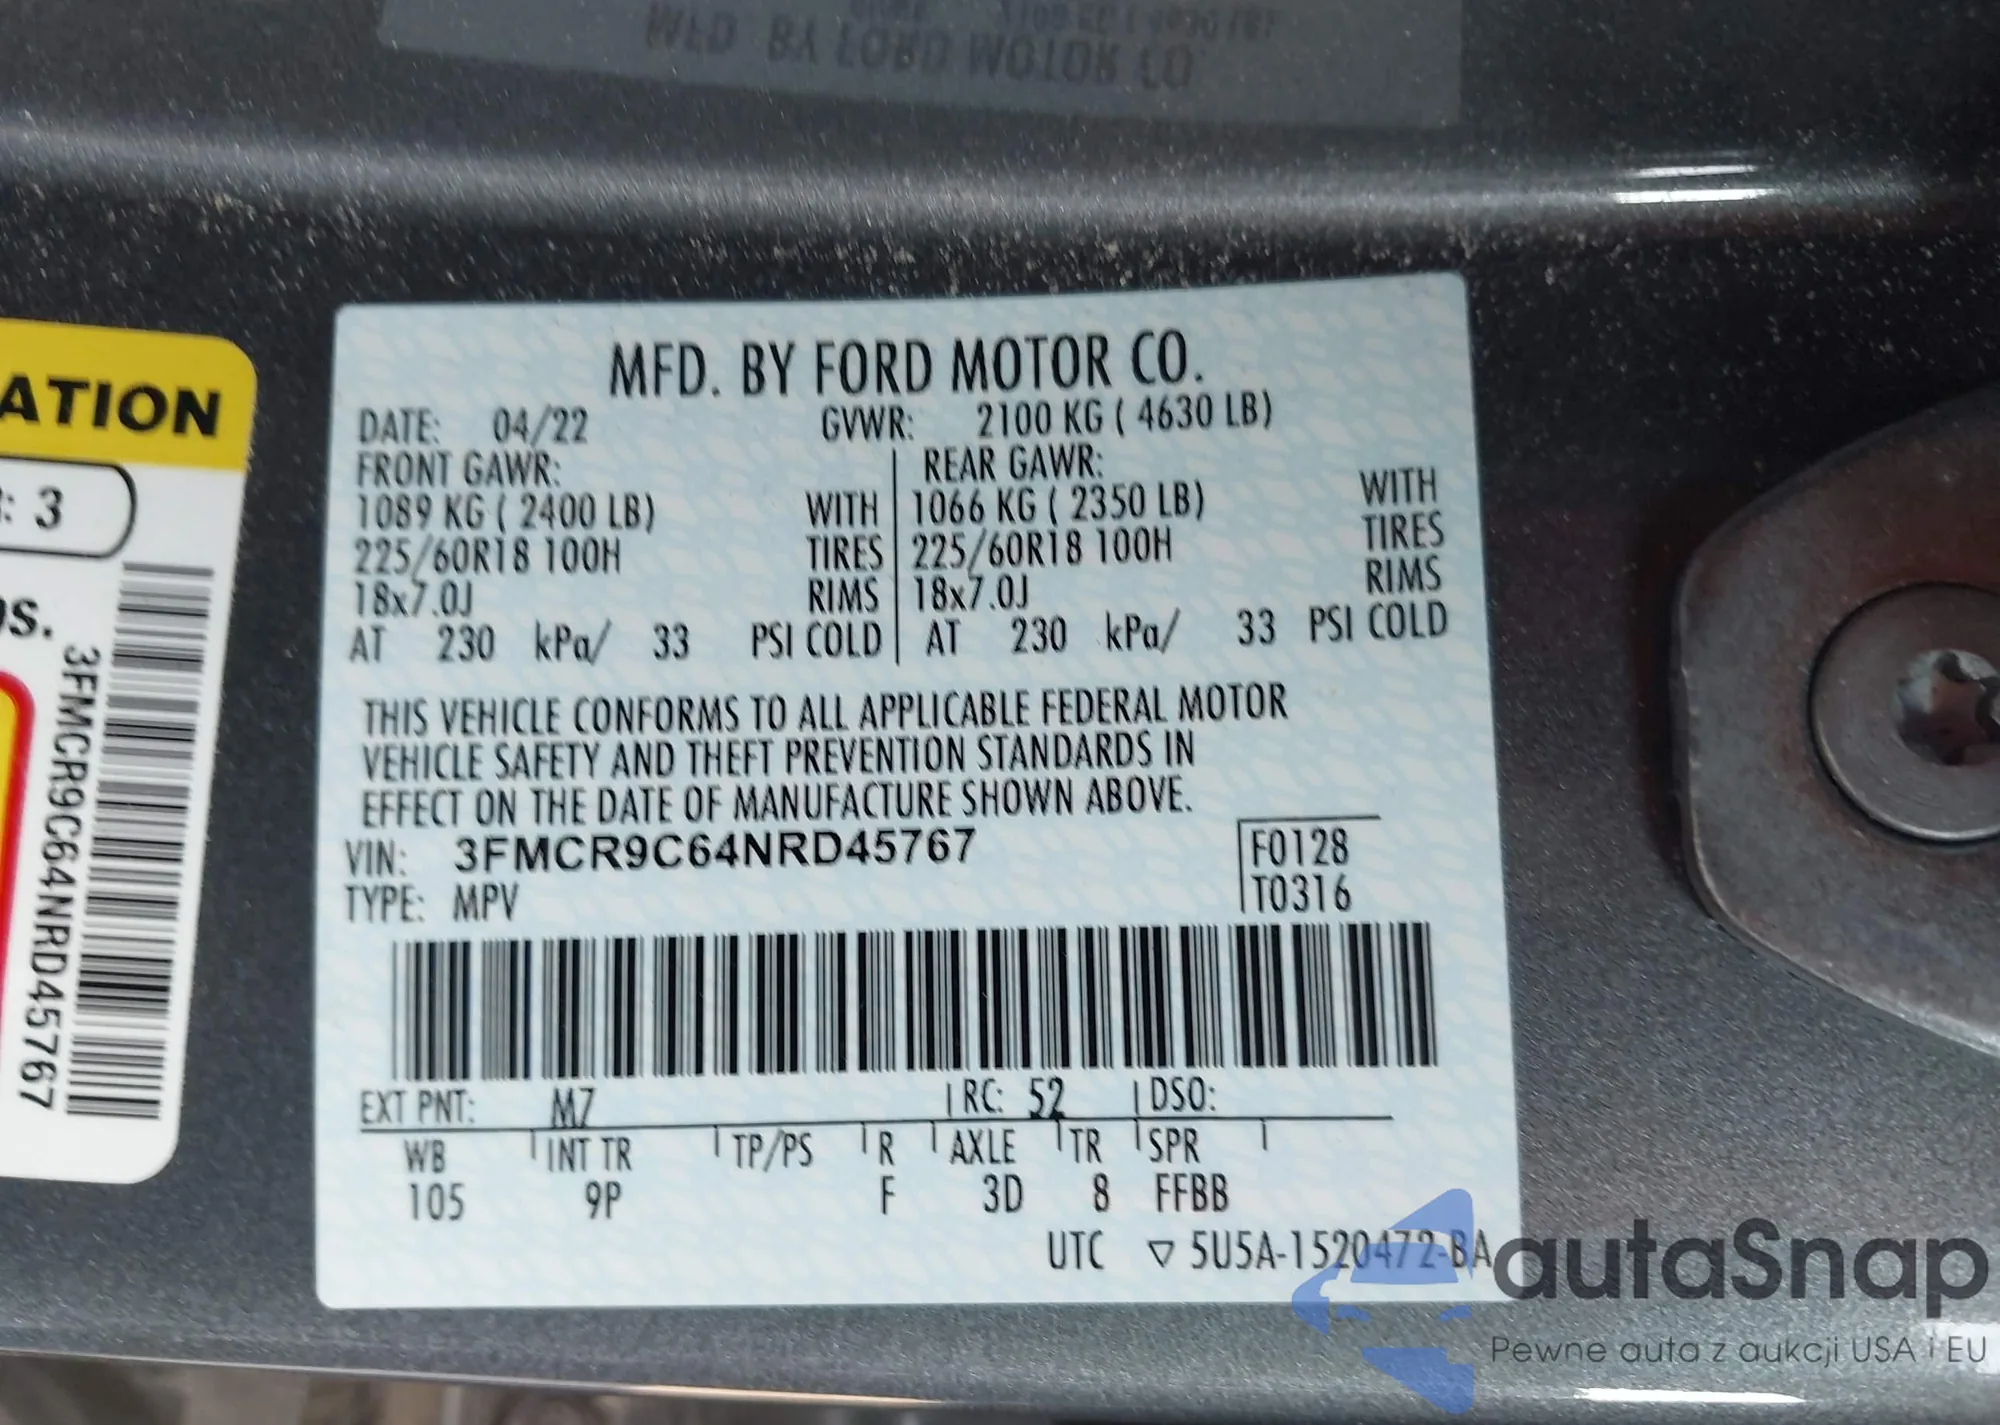 MFD. BY FORD MOTOR CO.
DATE: 04/22 GVWR: 2100 KG ( 4630 LB)
FRONT GAWR: REAR GAWR:
1089 KG ( 2400 LB) WITH 1066 KG ( 2350 LB) WITH
225/60R18 100H TIRES 225/60R18 100H TIRES
18x7.0J RIMS 18x7.0J RIMS
AT 230 kPa/ 33 PSI COLD AT 230 kPa/ 33 PSI COLD
THIS VEHICLE CONFORMS TO ALL APPLICABLE FEDERAL MOTOR
VEHICLE SAFETY AND THEFT PREVENTION STANDARDS IN
EFFECT ON THE DATE OF MANUFACTURE SHOWN ABOVE.
VIN: 3FMCR9C64NRD45767 F0128
TYPE: MPV T0316
EXT PNT: M7 RC: 52 DSO:
WB INT TR TP/PS R AXLE TR SPR
105 9P F 3D 8 FFBB
UTC ▽ 5U5A-1520472-BA
ATION
: 3
3FMCR9C64NRD45767
autaSnap
Pewne auta z aukcji USA i EU